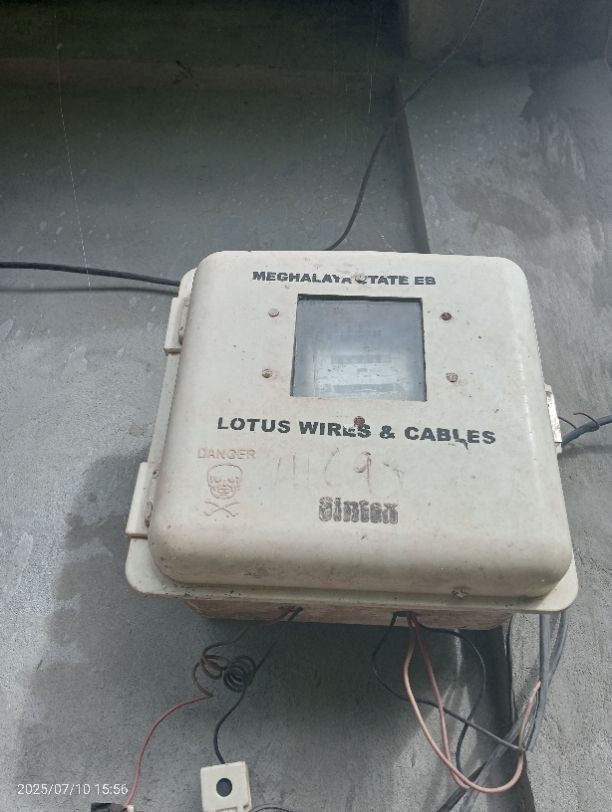 MEGHALAYA STATE EB
LOTUS WIRES & CABLES
DANGER
Sintex
2025/07/10 15:56